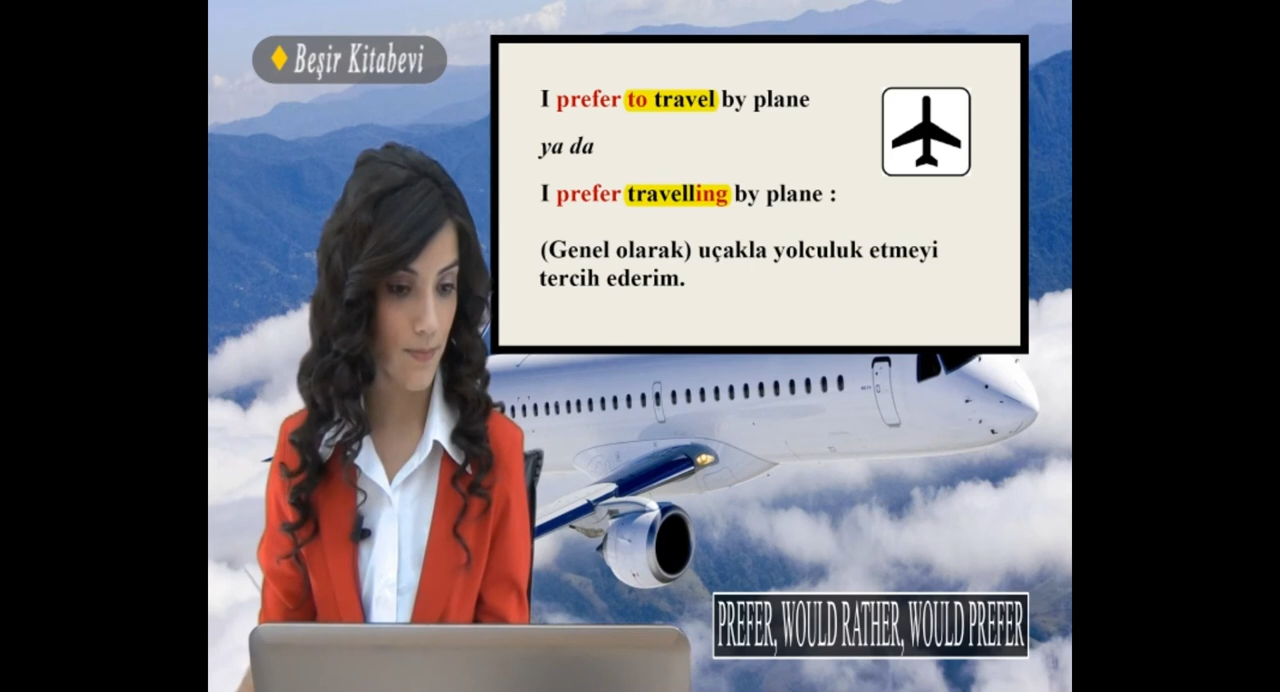 Beşir Kitabevi
I prefer to travel by plane
ya da
I prefer travelling by plane :
(Genel olarak) uçakla yolculuk etmeyi
tercih ederim.
PREFER, WOULD RATHER, WOULD PREFER